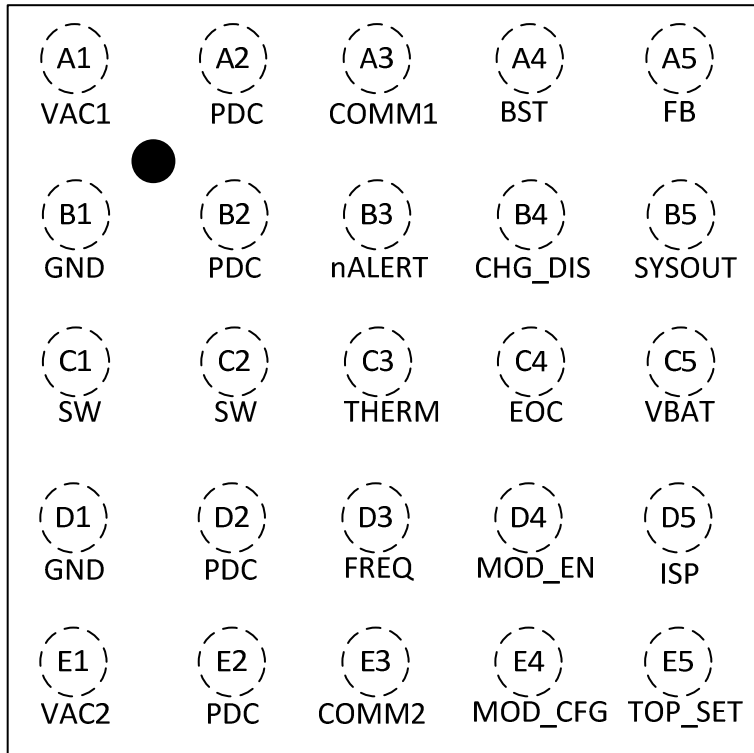 A1 A2 A3 A4 A5
VAC1 PDC COMM1 BST FB
B1 B2 B3 B4 B5
GND PDC nALERT CHG_DIS SYSOUT
C1 C2 C3 C4 C5
SW SW THERM EOC VBAT
D1 D2 D3 D4 D5
GND PDC FREQ MOD_EN ISP
E1 E2 E3 E4 E5
VAC2 PDC COMM2 MOD_CFG TOP_SET